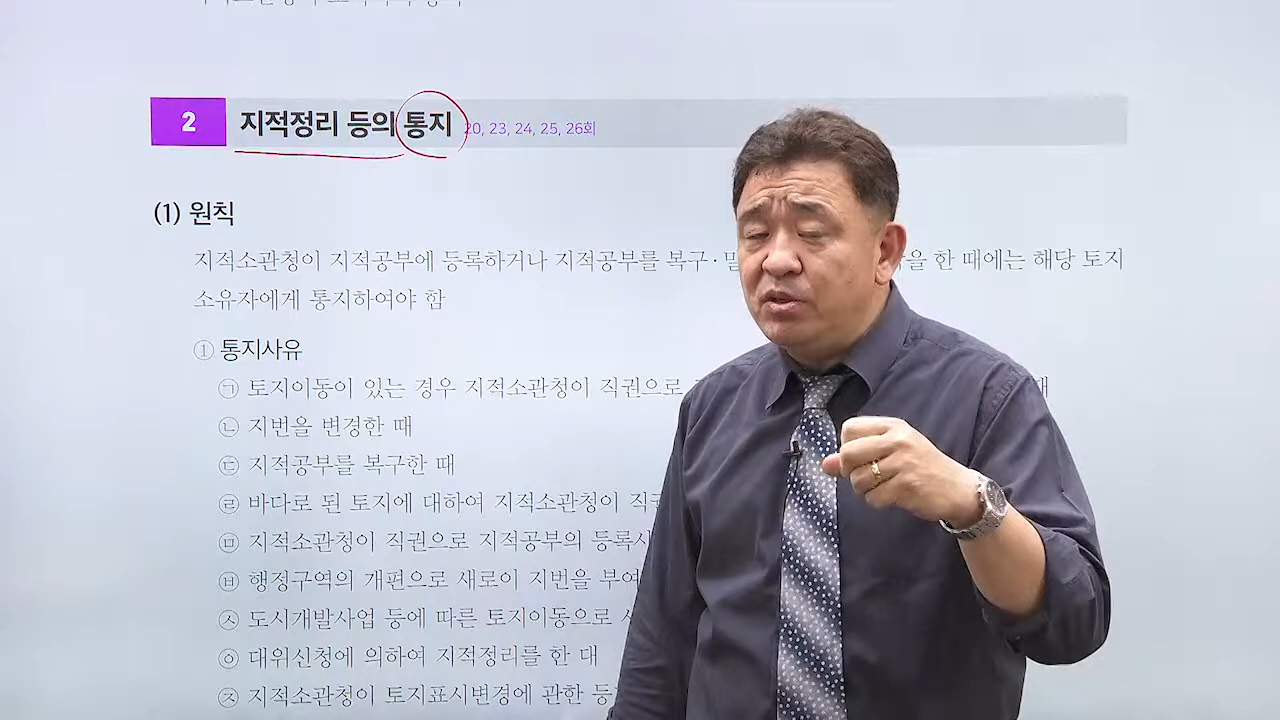 2 지적정리 등의 통지 20, 23, 24, 25, 26회
(1) 원칙
지적소관청이 지적공부에 등록하거나 지적공부를 복구· 을 한 때에는 해당 토지
소유자에게 통지하여야 함
① 통지사유
㉠ 토지이동이 있는 경우 지적소관청이 직권으로
㉡ 지번을 변경한 때
㉢ 지적공부를 복구한 때
㉣ 바다로 된 토지에 대하여 지적소관청이
㉤ 지적소관청이 직권으로 지적공부의
㉥ 행정구역의 개편으로 새로이 지번을
㉦ 도시개발사업 등에 따른 토지이동으로
㉧ 대위신청에 의하여 지적정리를 한 대
㉨ 지적소관청이 토지표시변경에 관한